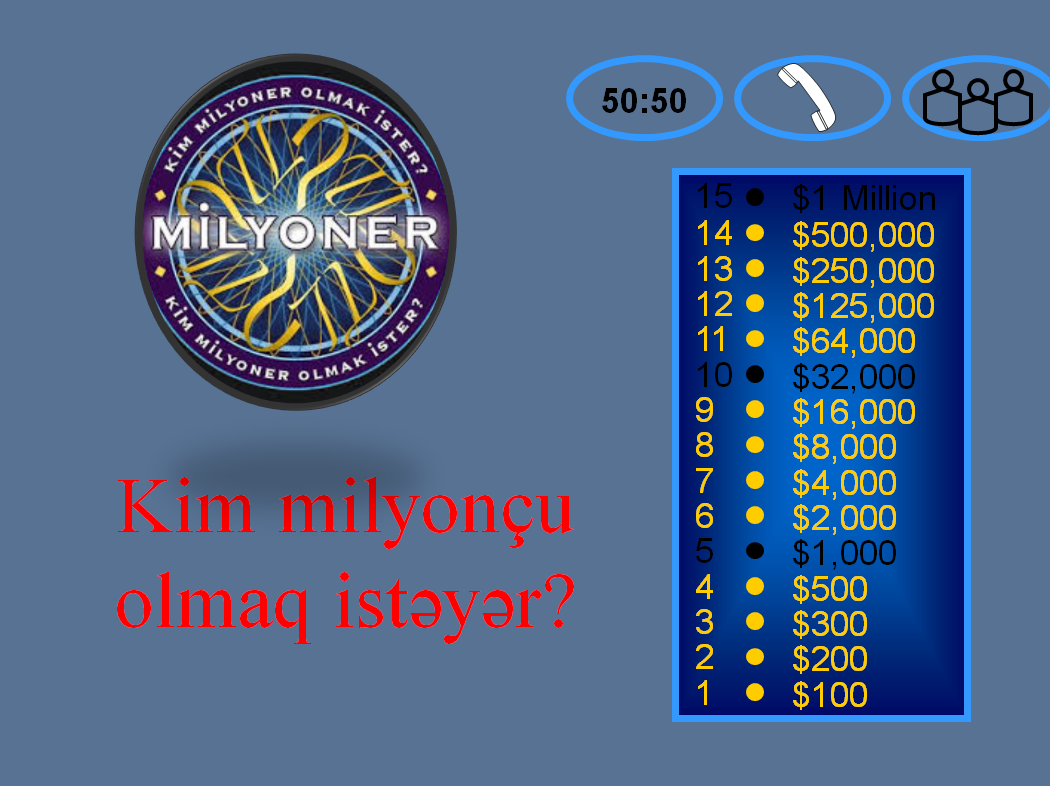 KİM MİLYONER OLMAK İSTER?
MİLYONER
KİM MİLYONER OLMAK İSTER?
Kim milyonçu
olmaq istəyər?
50:50
15 • $1 Million
14 • $500,000
13 • $250,000
12 • $125,000
11 • $64,000
10 • $32,000
9 • $16,000
8 • $8,000
7 • $4,000
6 • $2,000
5 • $1,000
4 • $500
3 • $300
2 • $200
1 • $100